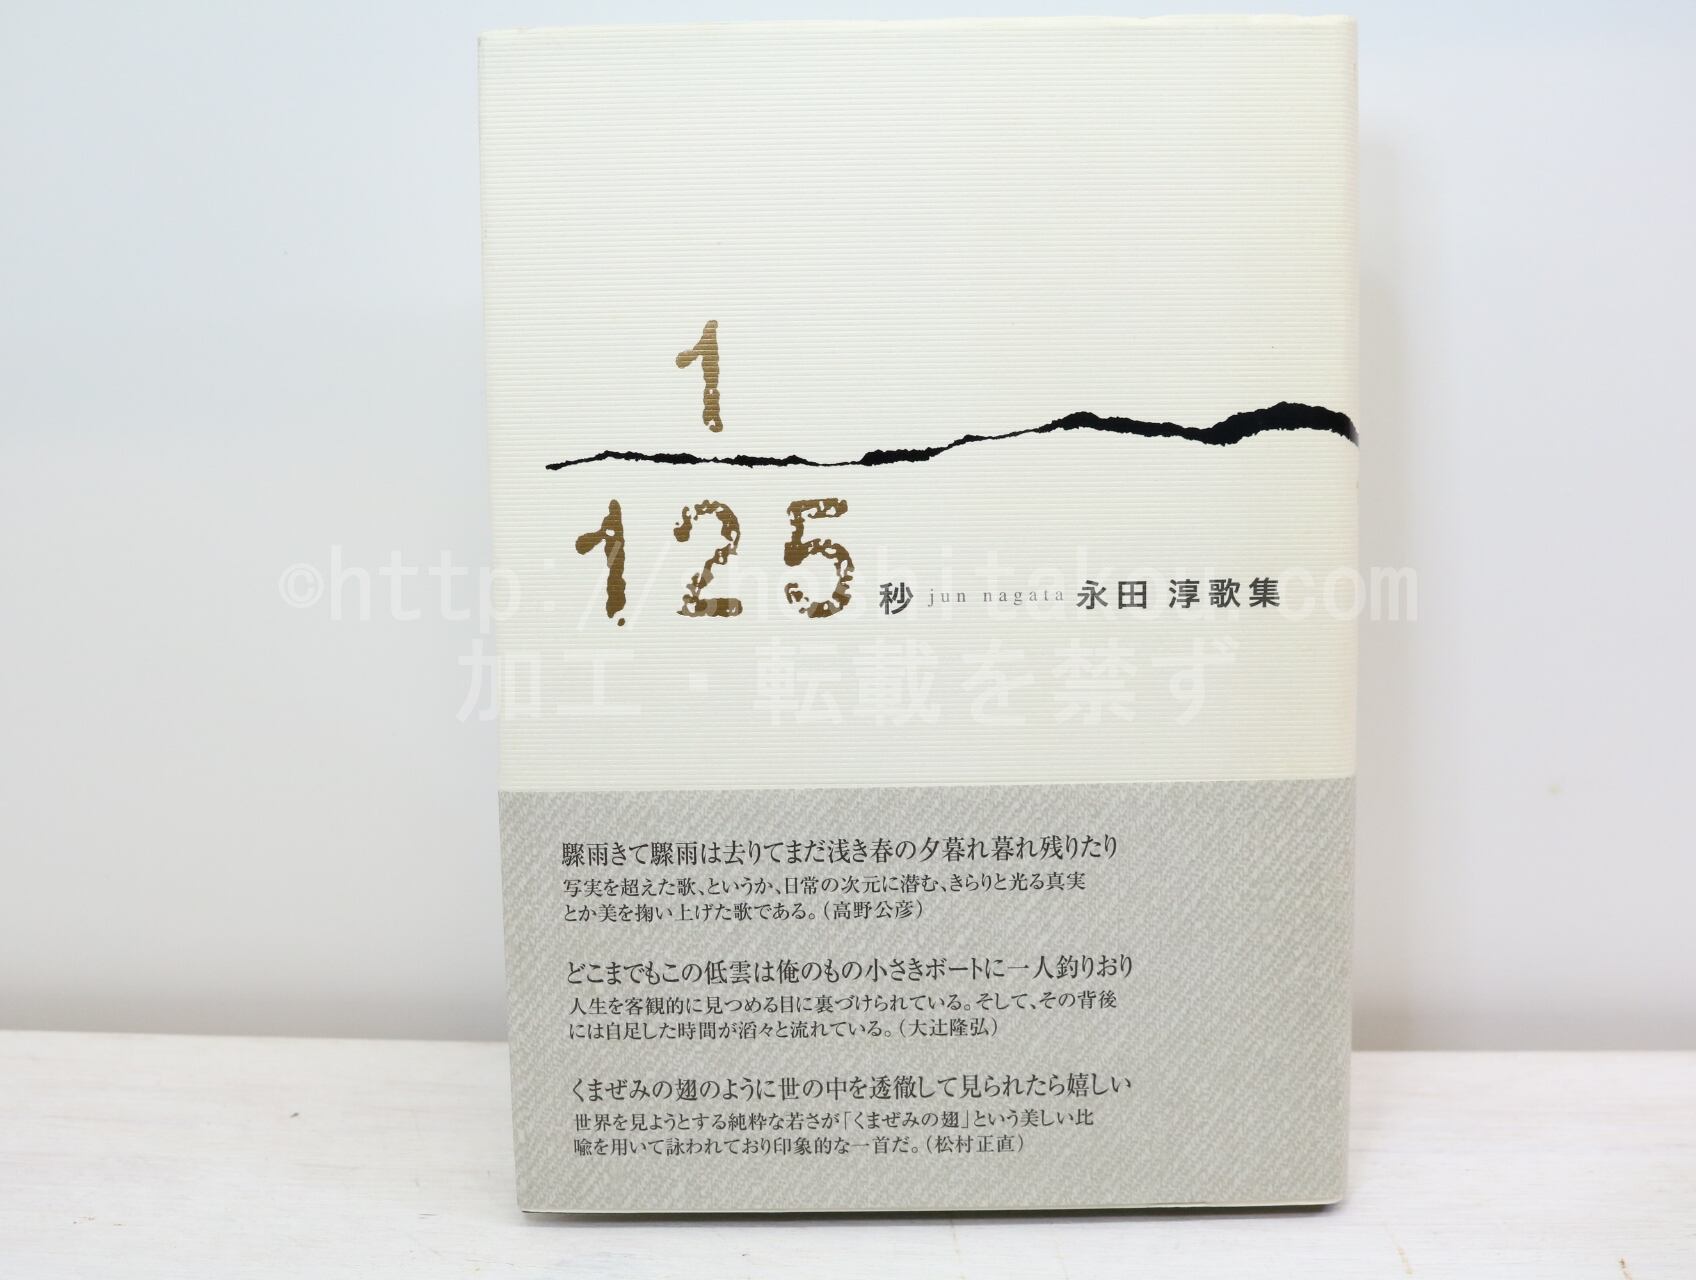 1
125秒 jun nagata 永田 淳歌集
加工・転載を禁ず
驟雨きて驟雨は去りてまだ浅き春の夕暮れ暮れ残りたり
写実を超えた歌、というか、日常の次元に潜む、きらりと光る真実
とか美を掬い上げた歌である。(高野公彦)
どこまでもこの低雲は俺のもの小さきボートに一人釣りおり
人生を客観的に見つめる目に裏づけられている。そして、その背後
には自足した時間が滔々と流れている。(大辻隆弘)
くまぜみの翅のように世の中を透徹して見られたら嬉しい
世界を見ようとする純粋な若さが「くまぜみの翅」という美しい比
喩を用いて詠われており印象的な一首だ。(松村正直)